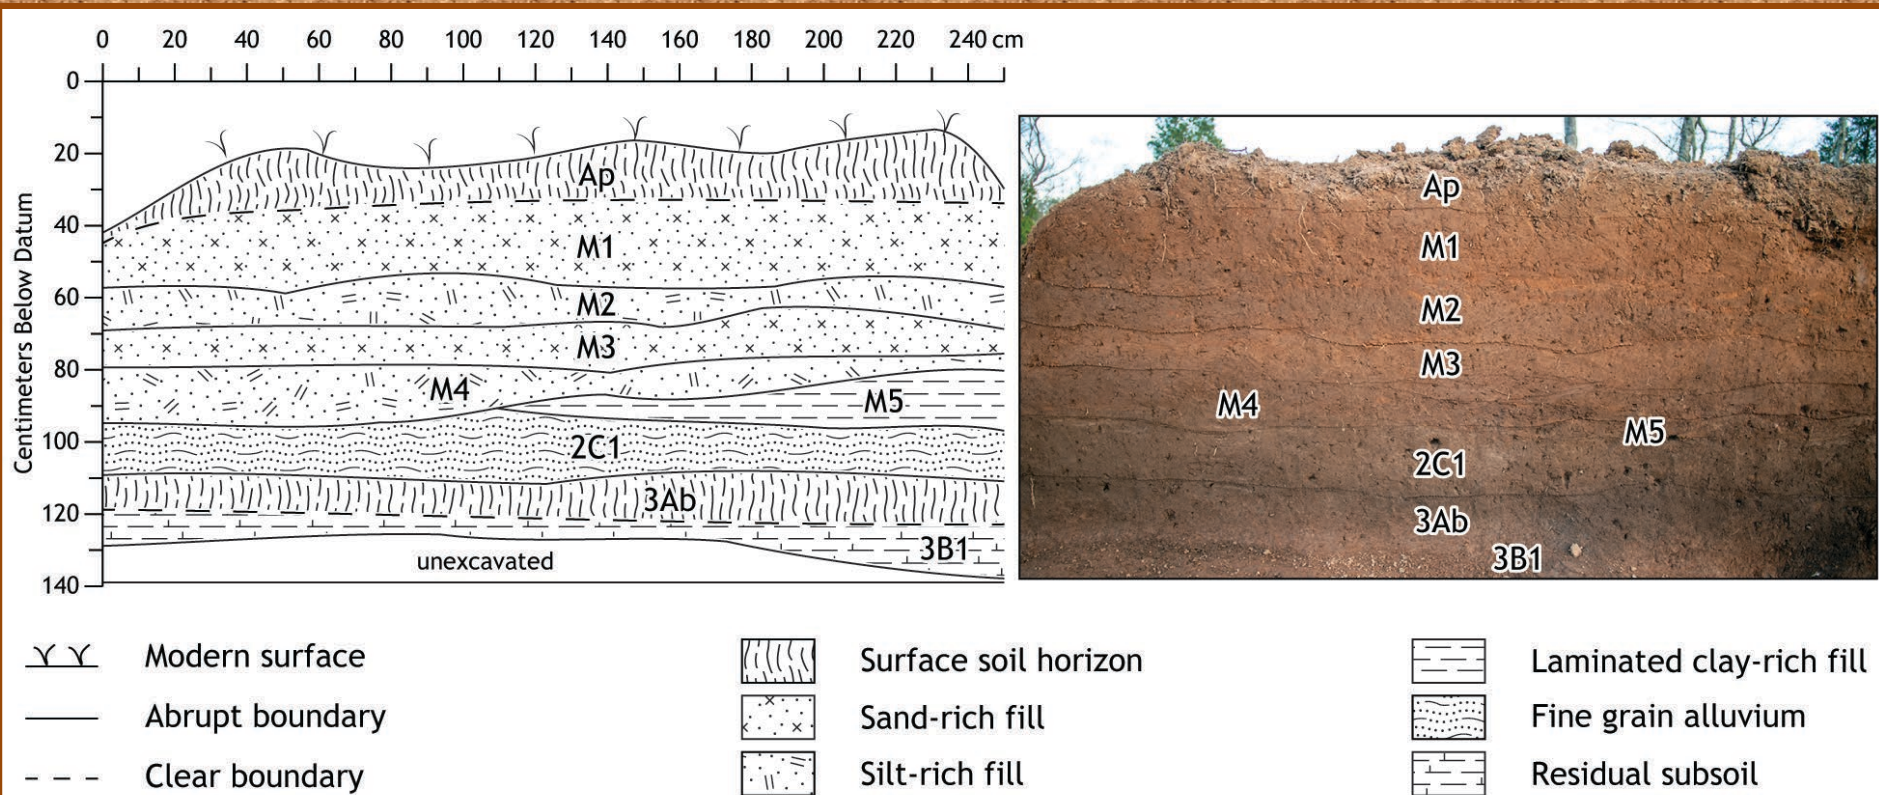 0 20 40 60 80 100 120 140 160 180 200 220 240 cm
Centimeters Below Datum
0
20
40
60
80
100
120
140
Ap
M1
M2
M3
M4
M5
2C1
3Ab
3B1
unexcavated
Ap
M1
M2
M3
M4
M5
2C1
3Ab
3B1
Modern surface
Abrupt boundary
Clear boundary
Surface soil horizon
Sand-rich fill
Silt-rich fill
Laminated clay-rich fill
Fine grain alluvium
Residual subsoil